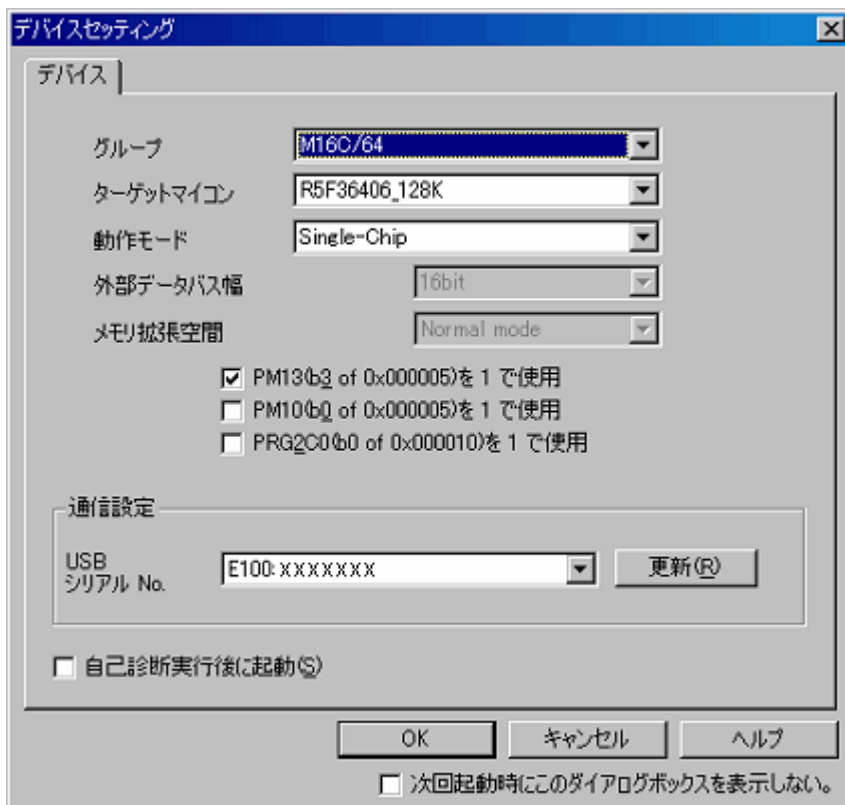 デバイスセッティング
デバイス
グループ M16C/64
ターゲットマイコン R5F36406_128K
動作モード Single-Chip
外部データバス幅 16bit
メモリ拡張空間 Normal mode
PM13(b3 of 0x000005)を 1 で使用
PM10(b0 of 0x000005)を 1 で使用
PRG2C0(b0 of 0x000010)を 1 で使用
通信設定
USB
シリアル No. E100: xxxxxxx 更新(R)
自己診断実行後に起動(S)
OK キャンセル ヘルプ
次回起動時にこのダイアログボックスを表示しない。